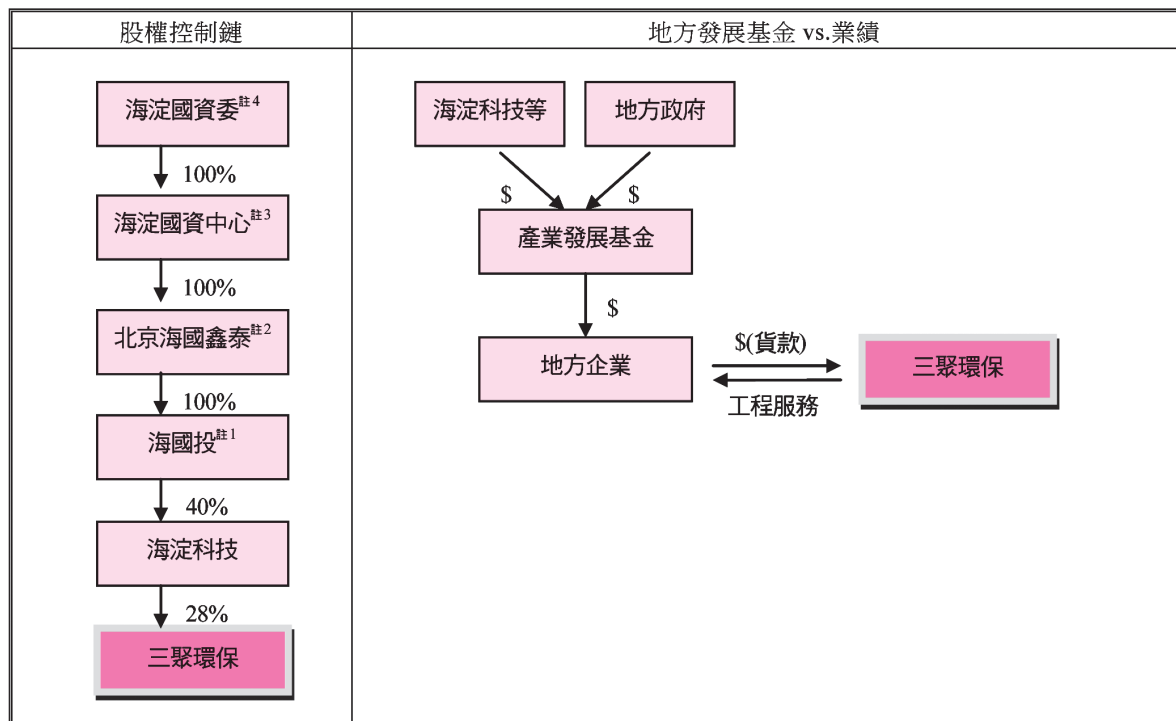 股權控制鏈
地方發展基金 vs.業績
海淀國資委註4
100%
海淀國資中心註3
100%
北京海國鑫泰註2
100%
海國投註1
40%
海淀科技
28%
三聚環保
海淀科技等
地方政府
$
$
產業發展基金
$
地方企業
$(貨款)
工程服務
三聚環保